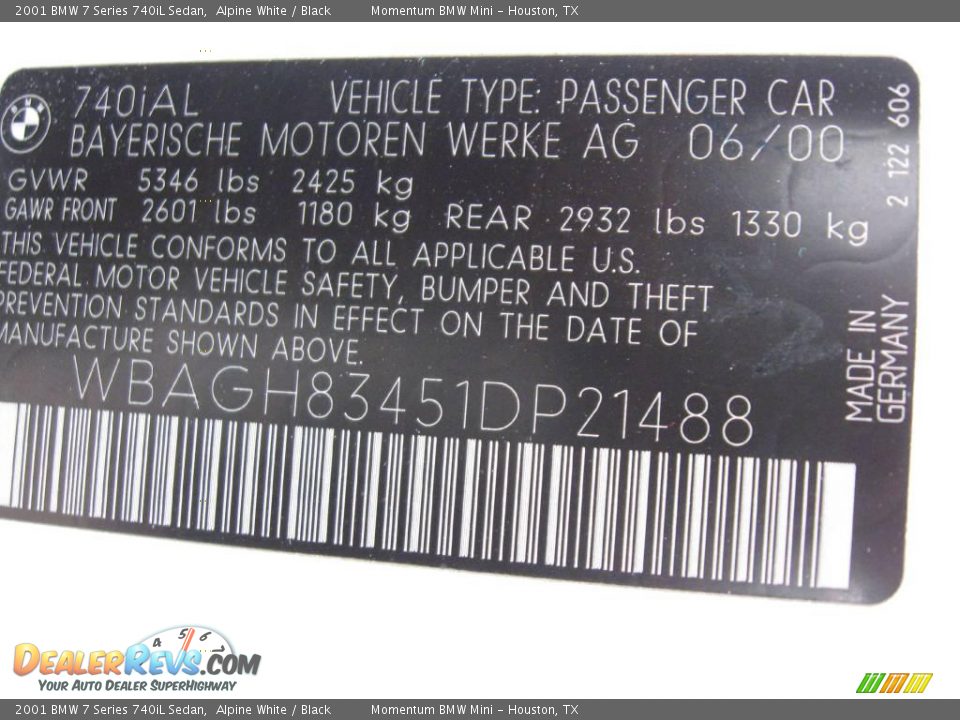 2001 BMW 7 Series 740iL Sedan, Alpine White / Black Momentum BMW Mini - Houston, TX
740iAL VEHICLE TYPE: PASSENGER CAR
BAYERISCHE MOTOREN WERKE AG 06/00
GVWR 5346 lbs 2425 kg
GAWR FRONT 2601 lbs 1180 kg REAR 2932 lbs 1330 kg
THIS VEHICLE CONFORMS TO ALL APPLICABLE U.S.
FEDERAL MOTOR VEHICLE SAFETY, BUMPER AND THEFT
PREVENTION STANDARDS IN EFFECT ON THE DATE OF
MANUFACTURE SHOWN ABOVE.
WBAGH83451DP21488
2 122 606
MADE IN
GERMANY
4 5 6 7
DEALERREVS.COM
YOUR AUTO DEALER SUPERHIGHWAY
2001 BMW 7 Series 740iL Sedan, Alpine White / Black Momentum BMW Mini - Houston, TX